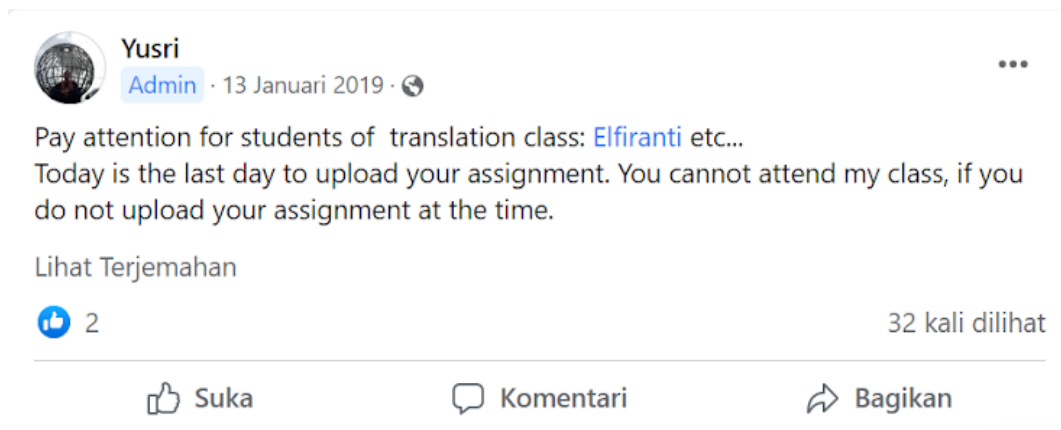 Yusri
Admin · 13 Januari 2019 ·
Pay attention for students of translation class: Elfiranti etc...
Today is the last day to upload your assignment. You cannot attend my class, if you
do not upload your assignment at the time.
Lihat Terjemahan
2 32 kali dilihat
Suka Komentari Bagikan